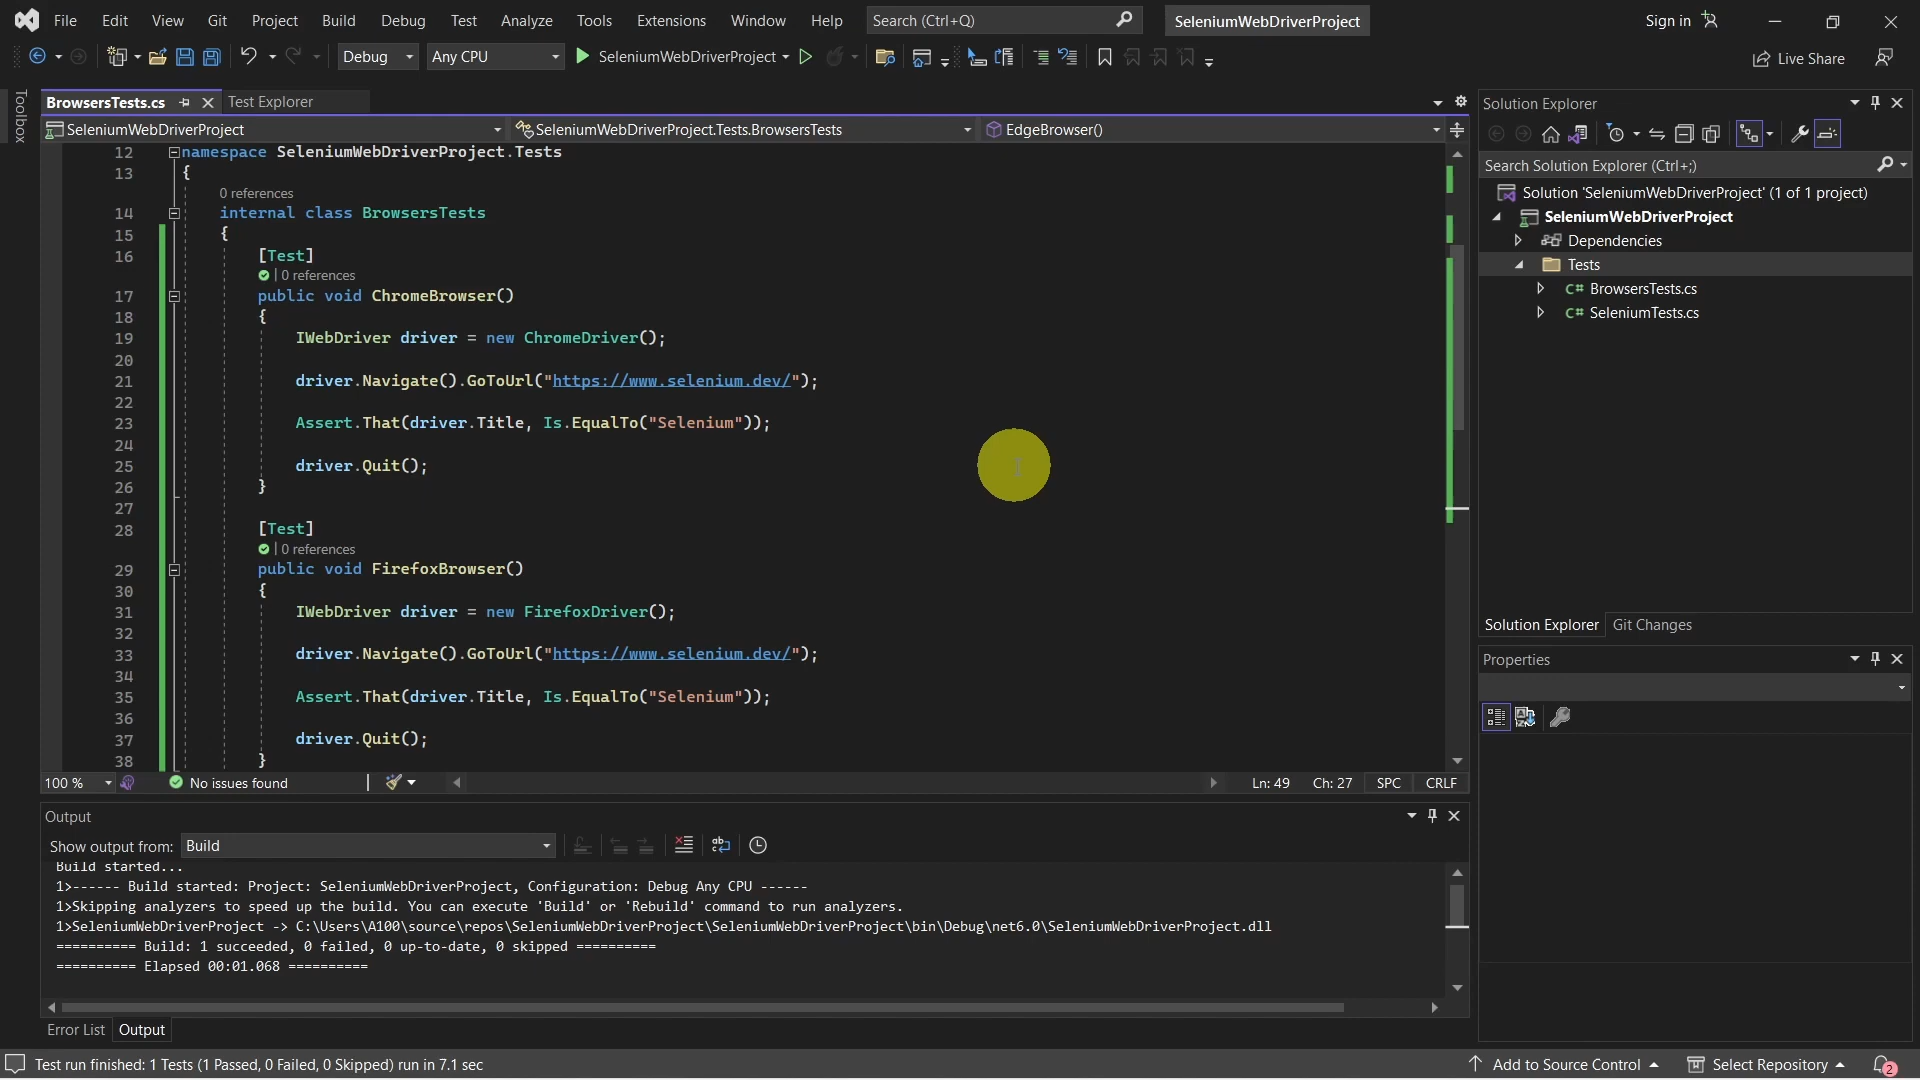 File Edit View Git Project Build Debug Test Analyze Tools Extensions Window Help Search (Ctrl+Q) SeleniumWebDriverProject Sign in
Debug Any CPU SeleniumWebDriverProject Live Share
Toolbox
BrowsersTests.cs Test Explorer
SeleniumWebDriverProject SeleniumWebDriverProject.Tests.BrowsersTests EdgeBrowser()
12 namespace SeleniumWebDriverProject.Tests
13 {
0 references
14 internal class BrowsersTests
15 {
16 [Test]
| 0 references
17 public void ChromeBrowser()
18 {
19 IWebDriver driver = new ChromeDriver();
20
21 driver.Navigate().GoToUrl("https://www.selenium.dev/");
22
23 Assert.That(driver.Title, Is.EqualTo("Selenium"));
24
25 driver.Quit();
26 }
27
28 [Test]
| 0 references
29 public void FirefoxBrowser()
30 {
31 IWebDriver driver = new FirefoxDriver();
32
33 driver.Navigate().GoToUrl("https://www.selenium.dev/");
34
35 Assert.That(driver.Title, Is.EqualTo("Selenium"));
36
37 driver.Quit();
38 }
100 % No issues found Ln: 49 Ch: 27 SPC CRLF
Output
Show output from: Build
Build started...
1>------ Build started: Project: SeleniumWebDriverProject, Configuration: Debug Any CPU ------
1>Skipping analyzers to speed up the build. You can execute 'Build' or 'Rebuild' command to run analyzers.
1>SeleniumWebDriverProject -> C:\Users\A100\source\repos\SeleniumWebDriverProject\SeleniumWebDriverProject\bin\Debug\net6.0\SeleniumWebDriverProject.dll
========== Build: 1 succeeded, 0 failed, 0 up-to-date, 0 skipped ==========
========== Elapsed 00:01.068 ==========
Error List Output
Solution Explorer
Search Solution Explorer (Ctrl+;)
Solution 'SeleniumWebDriverProject' (1 of 1 project)
SeleniumWebDriverProject
Dependencies
Tests
C# BrowsersTests.cs
C# SeleniumTests.cs
Solution Explorer Git Changes
Properties
Test run finished: 1 Tests (1 Passed, 0 Failed, 0 Skipped) run in 7.1 sec Add to Source Control Select Repository 2